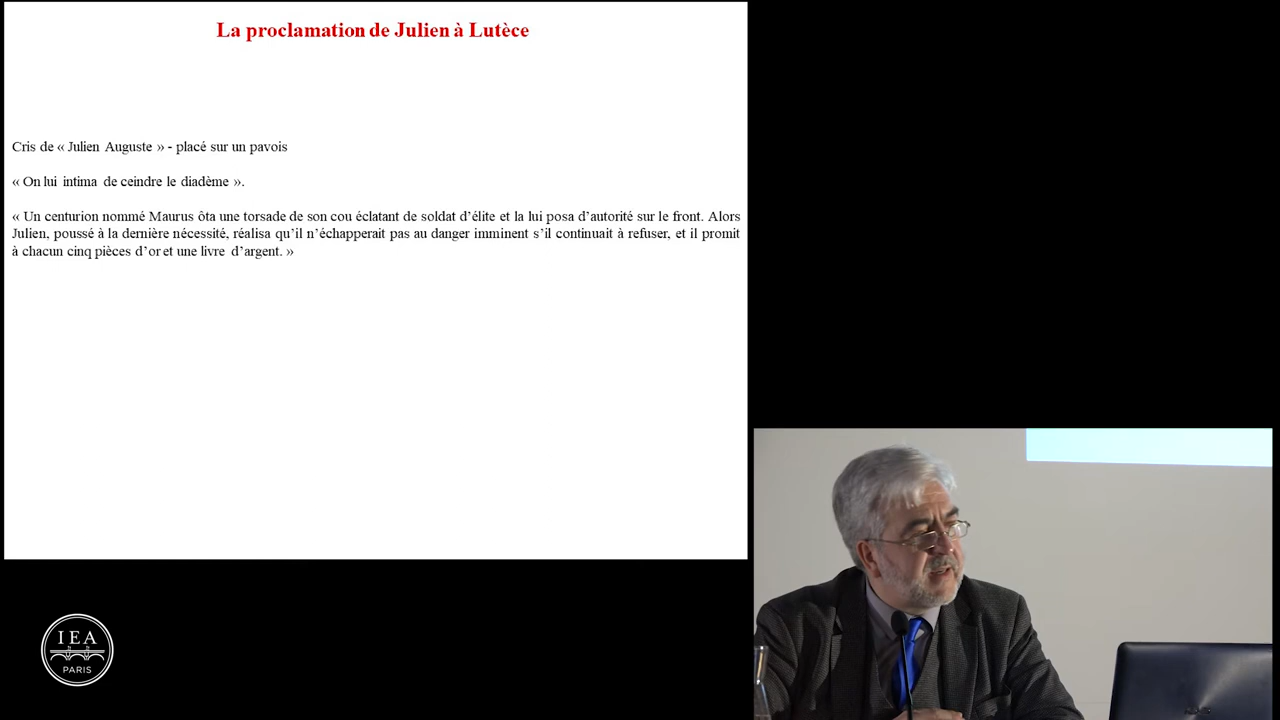 La proclamation de Julien à Lutèce
Cris de « Julien Auguste » - placé sur un pavois
« On lui intima de ceindre le diadème ».
« Un centurion nommé Maurus ôta une torsade de son cou éclatant de soldat d’élite et la lui posa d’autorité sur le front. Alors
Julien, poussé à la dernière nécessité, réalisa qu’il n’échapperait pas au danger imminent s’il continuait à refuser, et il promit
à chacun cinq pièces d’or et une livre d’argent. »
IEA
PARIS